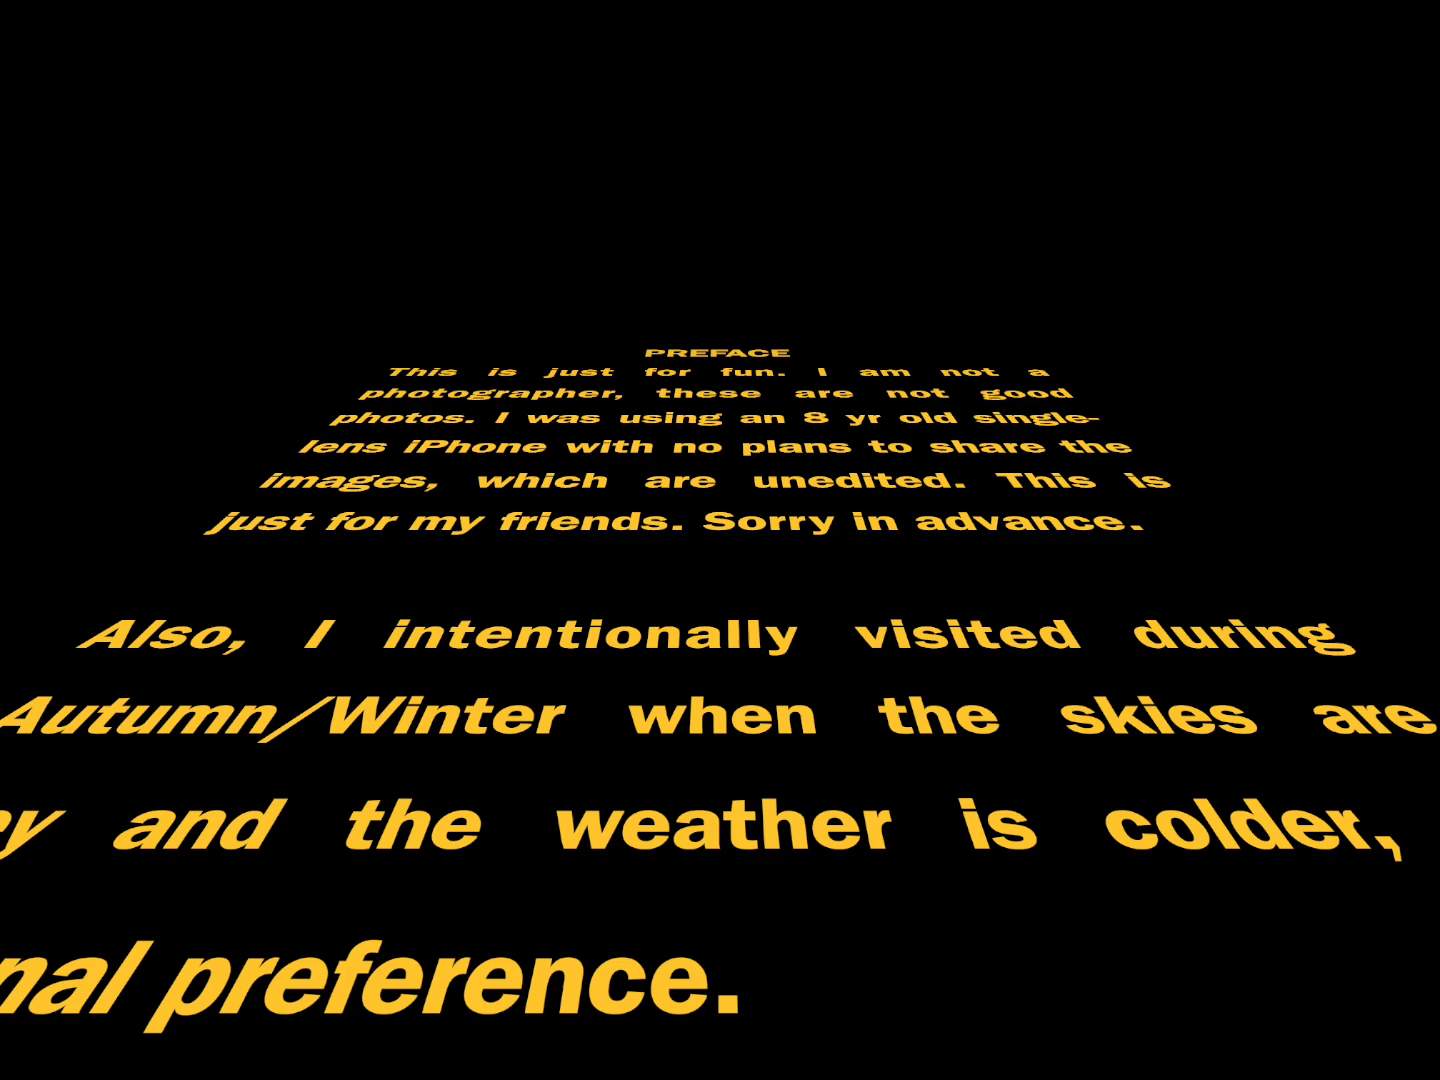 PREFACE
This is just for fun. I am not a
photographer, these are not good
photos. I was using an 8 yr old single-
lens iPhone with no plans to share the
images, which are unedited. This is
just for my friends. Sorry in advance.
Also, I intentionally visited during
Autumn/Winter when the skies are
and the weather is colder,
preference.